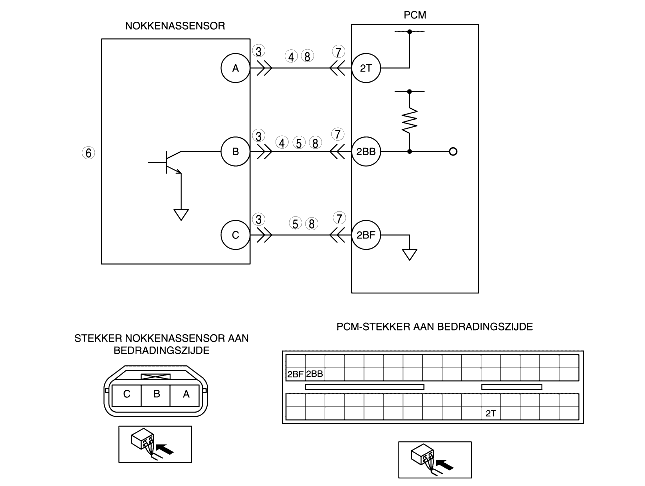 NOKKENASSENSOR
PCM
A 3 4 8 7 2T
6 B 3 4 5 8 7 2BB
C 3 5 8 7 2BF
STEKKER NOKKENASSENSOR AAN
BEDRADINGSZIJDE
C B A
PCM-STEKKER AAN BEDRADINGSZIJDE
2BF 2BB
2T